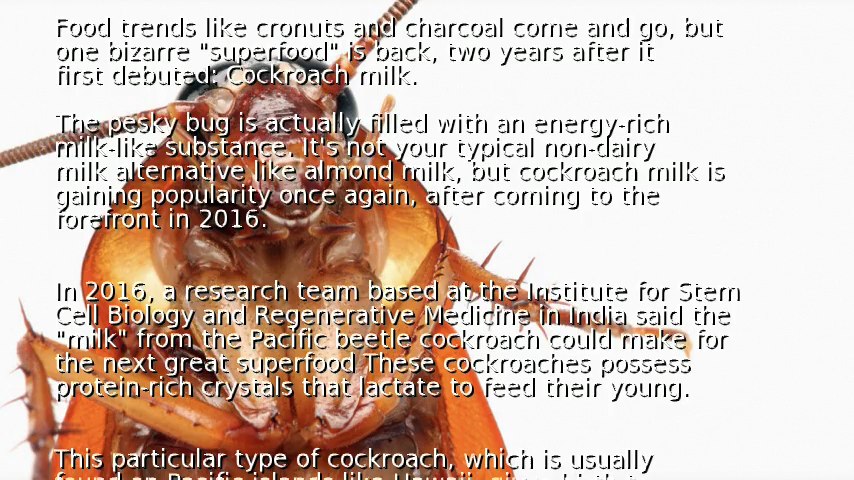 Food trends like cronuts and charcoal come and go, but
one bizarre "superfood" is back, two years after it
first debuted: Cockroach milk.
The pesky bug is actually filled with an energy-rich
milk-like substance. It's not your typical non-dairy
milk alternative like almond milk, but cockroach milk is
gaining popularity once again, after coming to the
forefront in 2016.
In 2016, a research team based at the Institute for Stem
Cell Biology and Regenerative Medicine in India said the
"milk" from the Pacific beetle cockroach could make for
the next great superfood These cockroaches possess
protein-rich crystals that lactate to feed their young.
This particular type of cockroach, which is usually
found on Pacific islands like Hawaii,